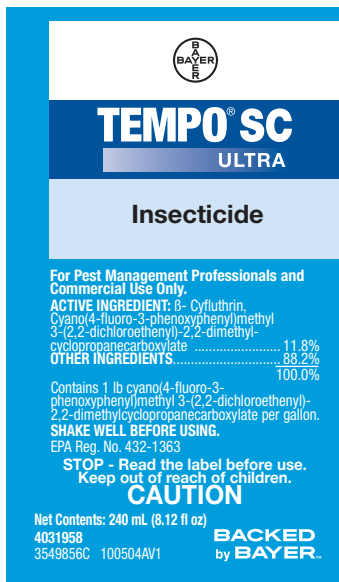 BAYER
BAYER
TEMPO® SC
ULTRA
Insecticide
For Pest Management Professionals and
Commercial Use Only.
ACTIVE INGREDIENT: ß- Cyfluthrin,
Cyano(4-fluoro-3-phenoxyphenyl)methyl
3-(2,2-dichloroethenyl)-2,2-dimethyl-
cyclopropanecarboxylate ........................ 11.8%
OTHER INGREDIENTS.............................. 88.2%
100.0%
Contains 1 lb cyano(4-fluoro-3-
phenoxyphenyl)methyl 3-(2,2-dichloroethenyl)-
2,2-dimethylcyclopropanecarboxylate per gallon.
SHAKE WELL BEFORE USING.
EPA Reg. No. 432-1363
STOP - Read the label before use.
Keep out of reach of children.
CAUTION
Net Contents: 240 mL (8.12 fl oz)
4031958
3549856C 100504AV1
BACKED
by BAYER™